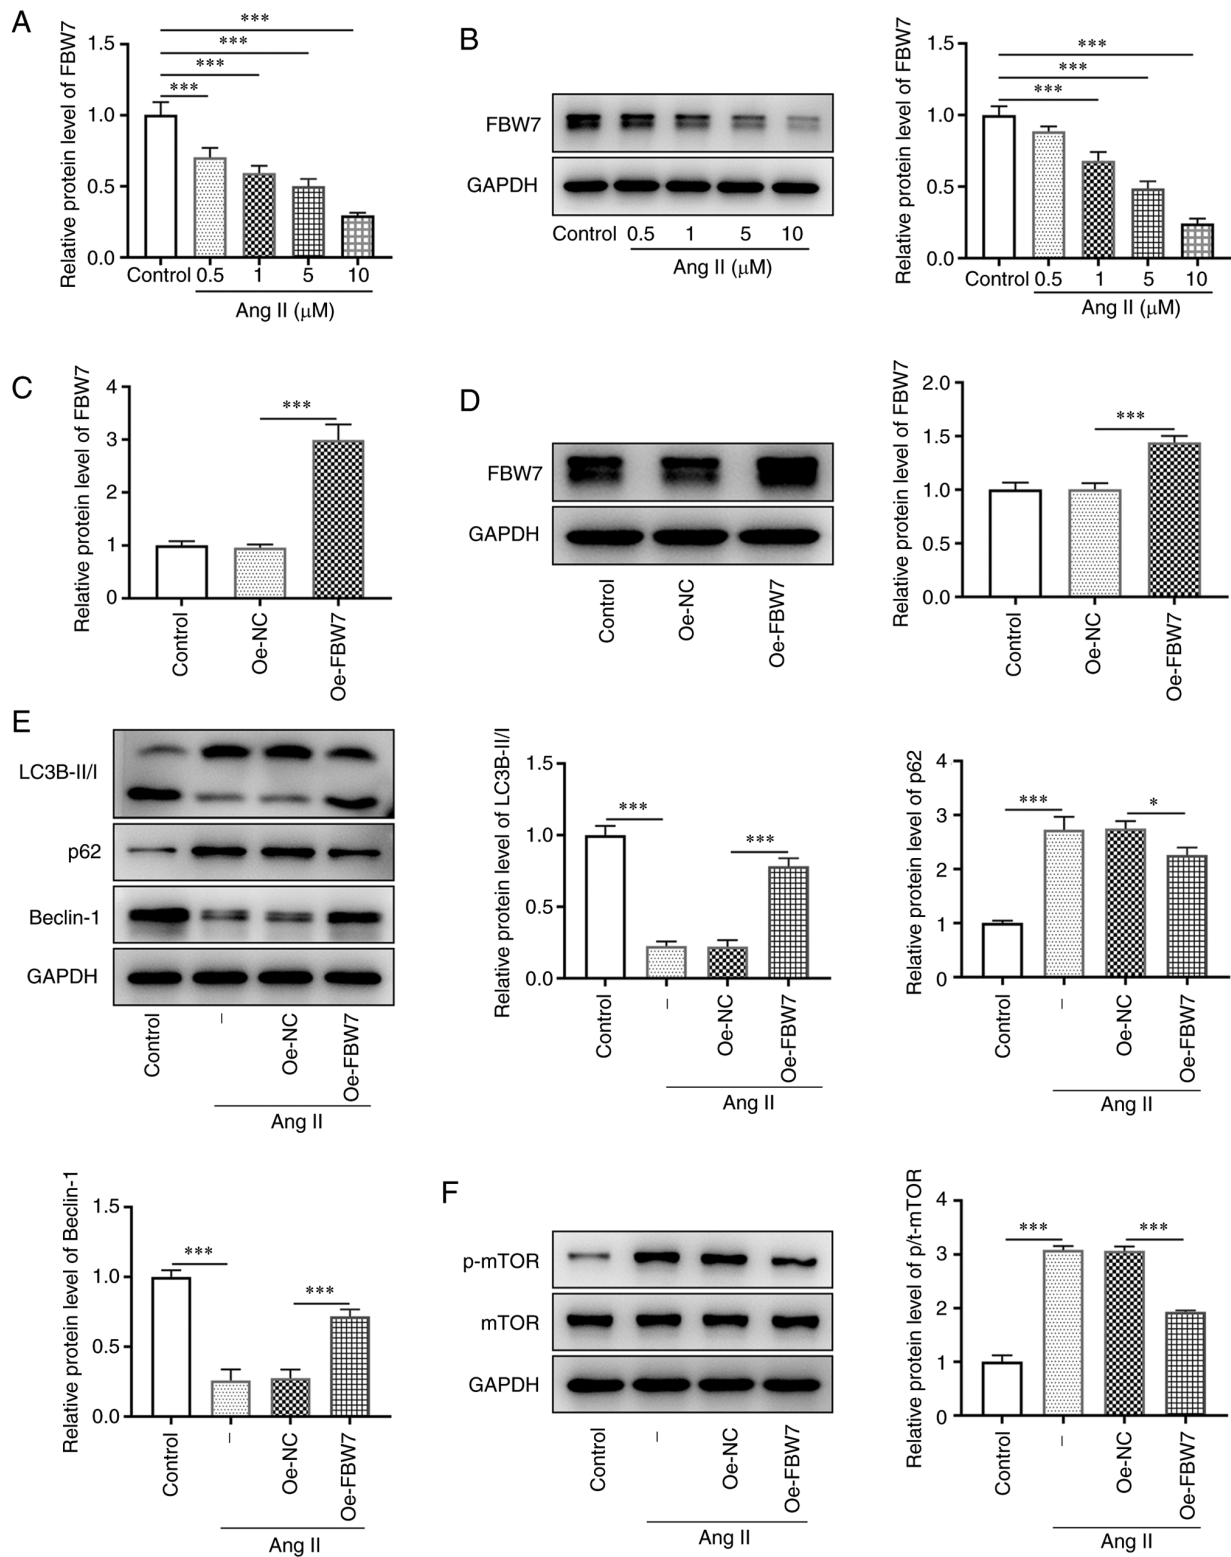 A
Relative protein level of FBW7
1.5
1.0
0.5
0.0
***
***
***
***
Control 0.5 1 5 10
Ang II (μM)
B
FBW7
GAPDH
Control 0.5 1 5 10
Ang II (μM)
Relative protein level of FBW7
1.5
1.0
0.5
0.0
***
***
***
Control 0.5 1 5 10
Ang II (μM)
C
Relative protein level of FBW7
4
3
2
1
0
***
Control
Oe-NC
Oe-FBW7
D
FBW7
GAPDH
Control
Oe-NC
Oe-FBW7
Relative protein level of FBW7
2.0
1.5
1.0
0.5
0.0
***
Control
Oe-NC
Oe-FBW7
E
LC3B-II/I
p62
Beclin-1
GAPDH
Control
–
Oe-NC
Oe-FBW7
Ang II
Relative protein level of LC3B-II/I
1.5
1.0
0.5
0.0
***
***
Control
–
Oe-NC
Oe-FBW7
Ang II
Relative protein level of p62
4
3
2
1
0
***
*
Control
–
Oe-NC
Oe-FBW7
Ang II
Relative protein level of Beclin-1
1.5
1.0
0.5
0.0
***
***
Control
–
Oe-NC
Oe-FBW7
Ang II
F
p-mTOR
mTOR
GAPDH
Control
–
Oe-NC
Oe-FBW7
Ang II
Relative protein level of p/t-mTOR
4
3
2
1
0
***
***
Control
–
Oe-NC
Oe-FBW7
Ang II